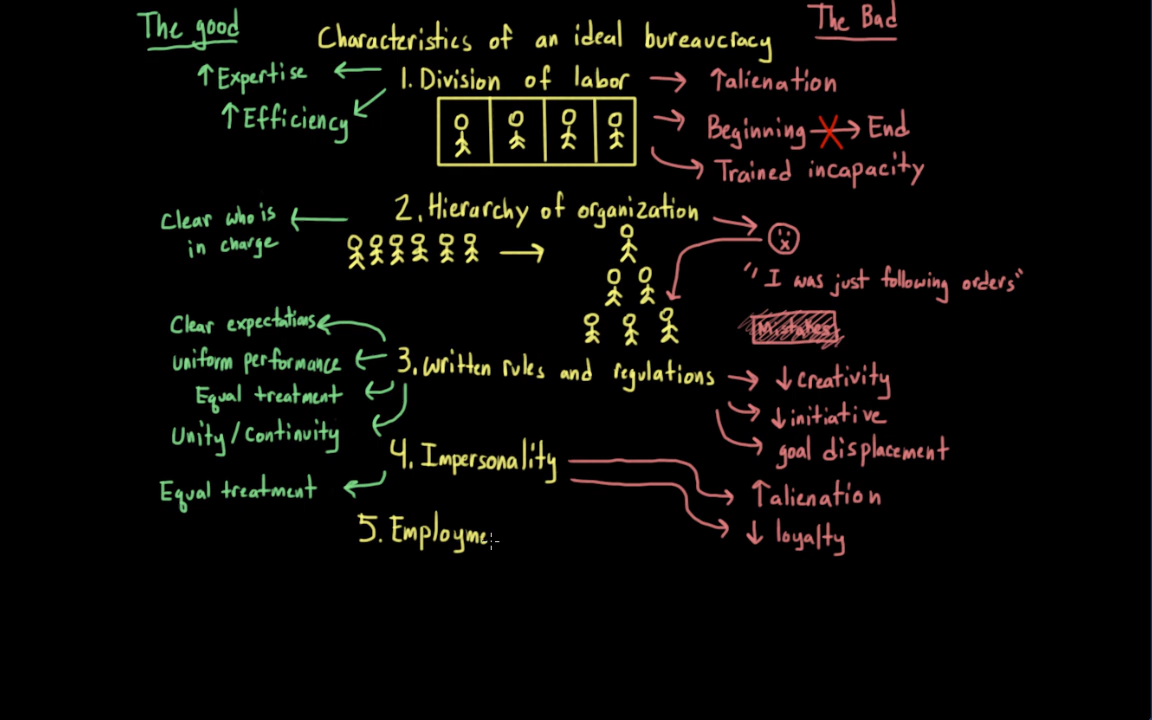 The good
Characteristics of an ideal bureaucracy
The Bad
↑Expertise
1. Division of labor
↑alienation
↑Efficiency
Beginning → End
Trained incapacity
Clear who is
in charge
2. Hierarchy of organization
"I was just following orders"
Mistakes
Clear expectations
uniform performance
Equal treatment
Unity/Continuity
3. Written rules and regulations
↓creativity
↓initiative
goal displacement
4. Impersonality
Equal treatment
↑alienation
↓ loyalty
5. Employme